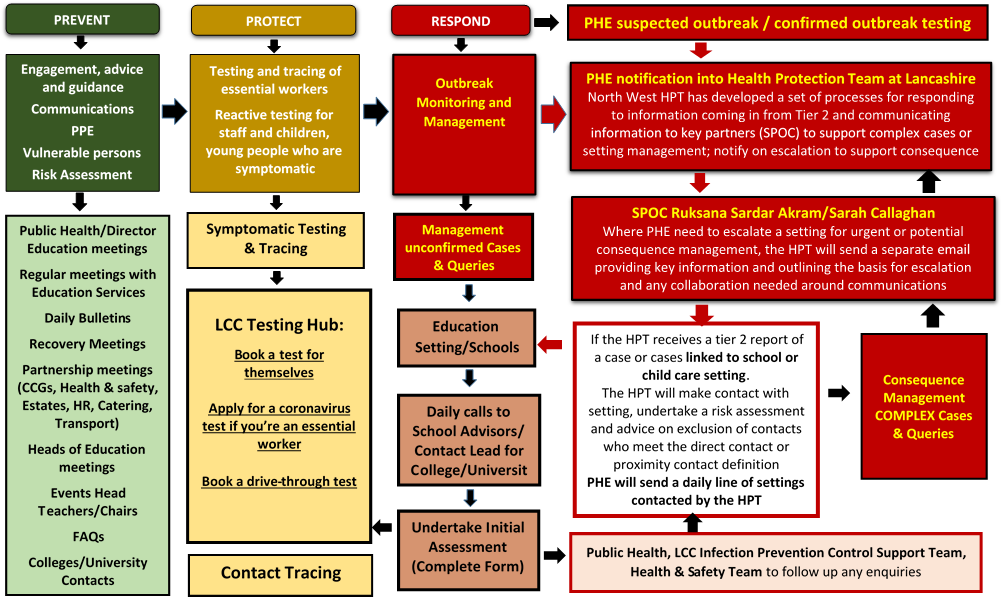 PREVENT
Engagement, advice
and guidance
Communications
PPE
Vulnerable persons
Risk Assessment
Public Health/Director
Education meetings
Regular meetings with
Education Services
Daily Bulletins
Recovery Meetings
Partnership meetings
(CCGs, Health & safety,
Estates, HR, Catering,
Transport)
Heads of Education
meetings
Events Head
Teachers/Chairs
FAQs
Colleges/University
Contacts
PROTECT
Testing and tracing of
essential workers
Reactive testing for
staff and children,
young people who are
symptomatic
Symptomatic Testing
& Tracing
LCC Testing Hub:
Book a test for
themselves
Apply for a coronavirus
test if you're an essential
worker
Book a drive-through test
Contact Tracing
RESPOND
Outbreak
Monitoring and
Management
Management
unconfirmed Cases
& Queries
Education
Setting/Schools
Daily calls to
School Advisors/
Contact Lead for
College/Universit
Undertake Initial
Assessment
(Complete Form)
PHE suspected outbreak / confirmed outbreak testing
PHE notification into Health Protection Team at Lancashire
North West HPT has developed a set of processes for responding
to information coming in from Tier 2 and communicating
information to key partners (SPOC) to support complex cases or
setting management; notify on escalation to support consequence
SPOC Ruksana Sardar Akram/Sarah Callaghan
Where PHE need to escalate a setting for urgent or potential
consequence management, the HPT will send a separate email
providing key information and outlining the basis for escalation
and any collaboration needed around communications
If the HPT receives a tier 2 report of
a case or cases linked to school or
child care setting.
The HPT will make contact with
setting, undertake a risk assessment
and advice on exclusion of contacts
who meet the direct contact or
proximity contact definition
PHE will send a daily line of settings
contacted by the HPT
Consequence
Management
COMPLEX Cases
& Queries
Public Health, LCC Infection Prevention Control Support Team,
Health & Safety Team to follow up any enquiries